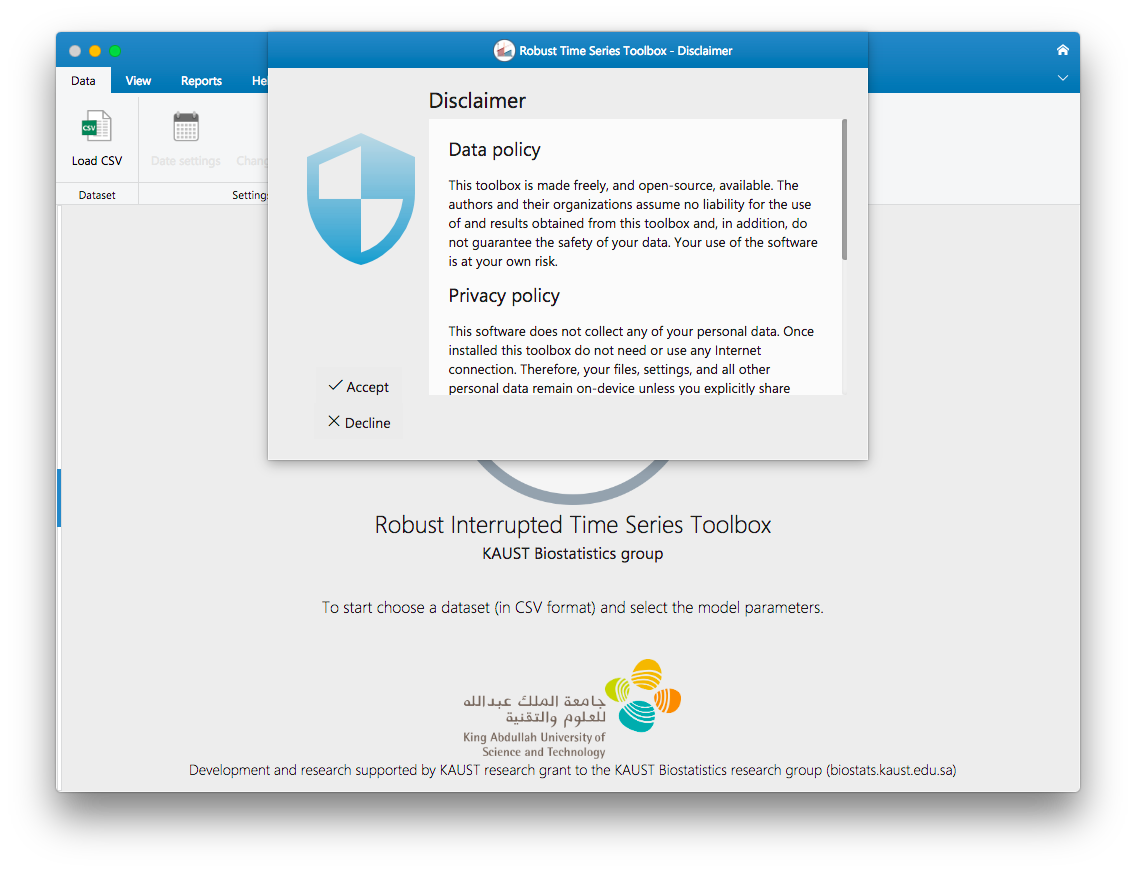 Robust Time Series Toolbox - Disclaimer
Data
View
Reports
Load CSV
CSV
Date settings
Dataset
Disclaimer
Data policy
This toolbox is made freely, and open-source, available. The
authors and their organizations assume no liability for the use
of and results obtained from this toolbox and, in addition, do
not guarantee the safety of your data. Your use of the software
is at your own risk.
Privacy policy
This software does not collect any of your personal data. Once
installed this toolbox do not need or use any Internet
connection. Therefore, your files, settings, and all other
personal data remain on-device unless you explicitly share
Accept
Decline
Robust Interrupted Time Series Toolbox
KAUST Biostatistics group
To start choose a dataset (in CSV format) and select the model parameters.
جامعة الملك عبدالله
للعلوم والتقنية
King Abdullah University of
Science and Technology
Development and research supported by KAUST research grant to the KAUST Biostatistics research group (biostats.kaust.edu.sa)